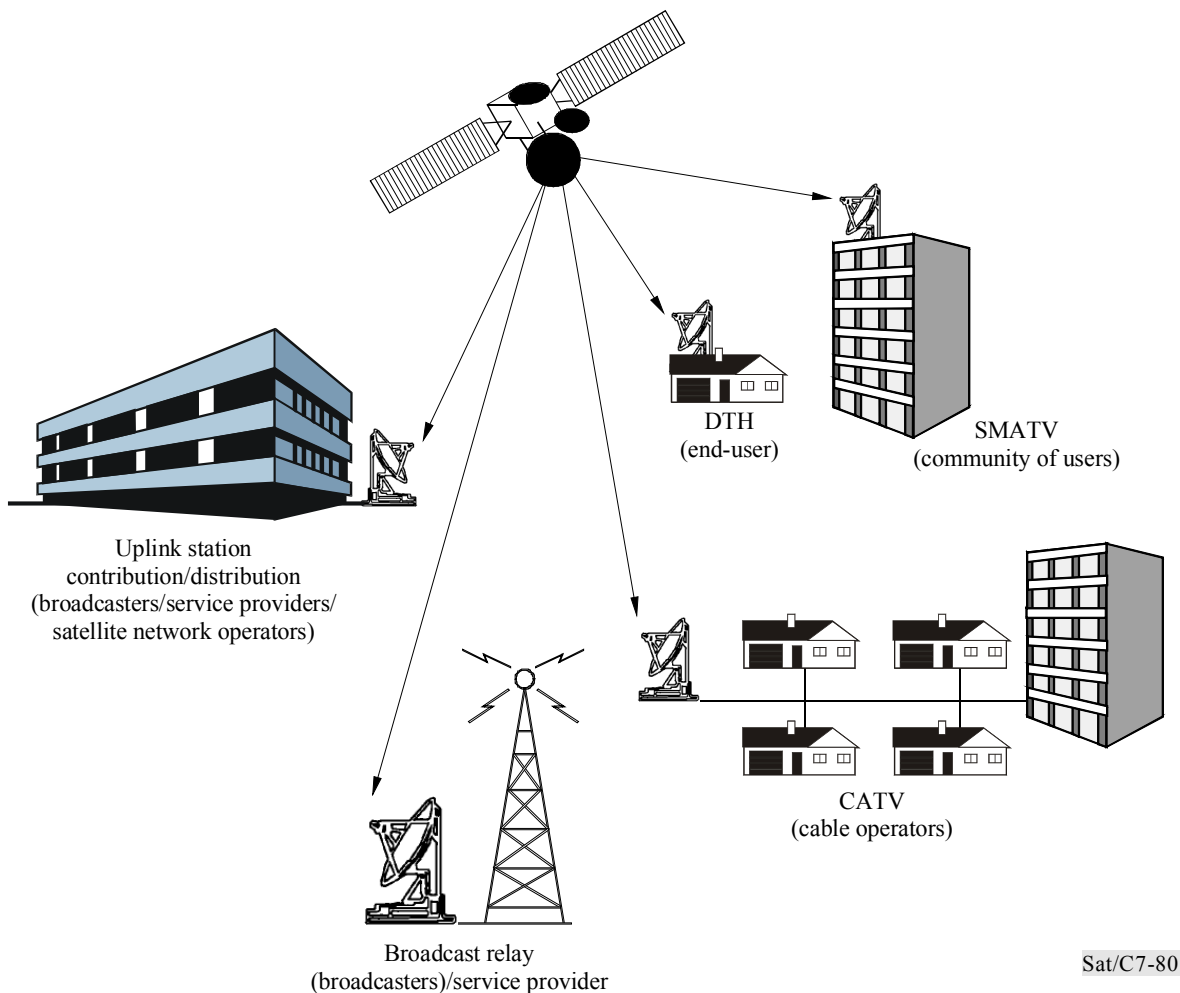 DTH
(end-user)
SMATV
(community of users)
Uplink station
contribution/distribution
(broadcasters/service providers/
satellite network operators)
CATV
(cable operators)
Broadcast relay
(broadcasters)/service provider
Sat/C7-80